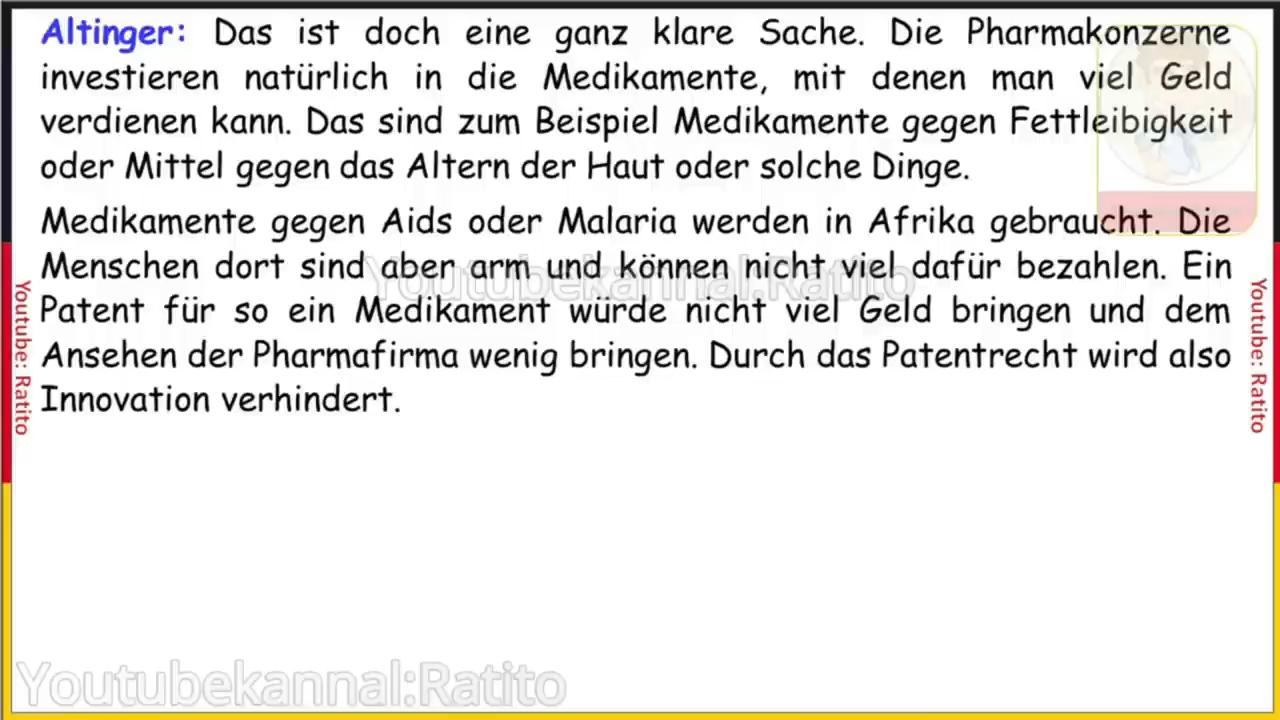 Altinger: Das ist doch eine ganz klare Sache. Die Pharmakonzerne
investieren natürlich in die Medikamente, mit denen man viel Geld
verdienen kann. Das sind zum Beispiel Medikamente gegen Fettleibigkeit
oder Mittel gegen das Altern der Haut oder solche Dinge.
Medikamente gegen Aids oder Malaria werden in Afrika gebraucht. Die
Menschen dort sind aber arm und können nicht viel dafür bezahlen. Ein
Youtubekannal:Ratito
Patent für so ein Medikament würde nicht viel Geld bringen und dem
Ansehen der Pharmafirma wenig bringen. Durch das Patentrecht wird also
Innovation verhindert.
Youtube: Ratito
Youtube: Ratito
Youtubekannal:Ratito